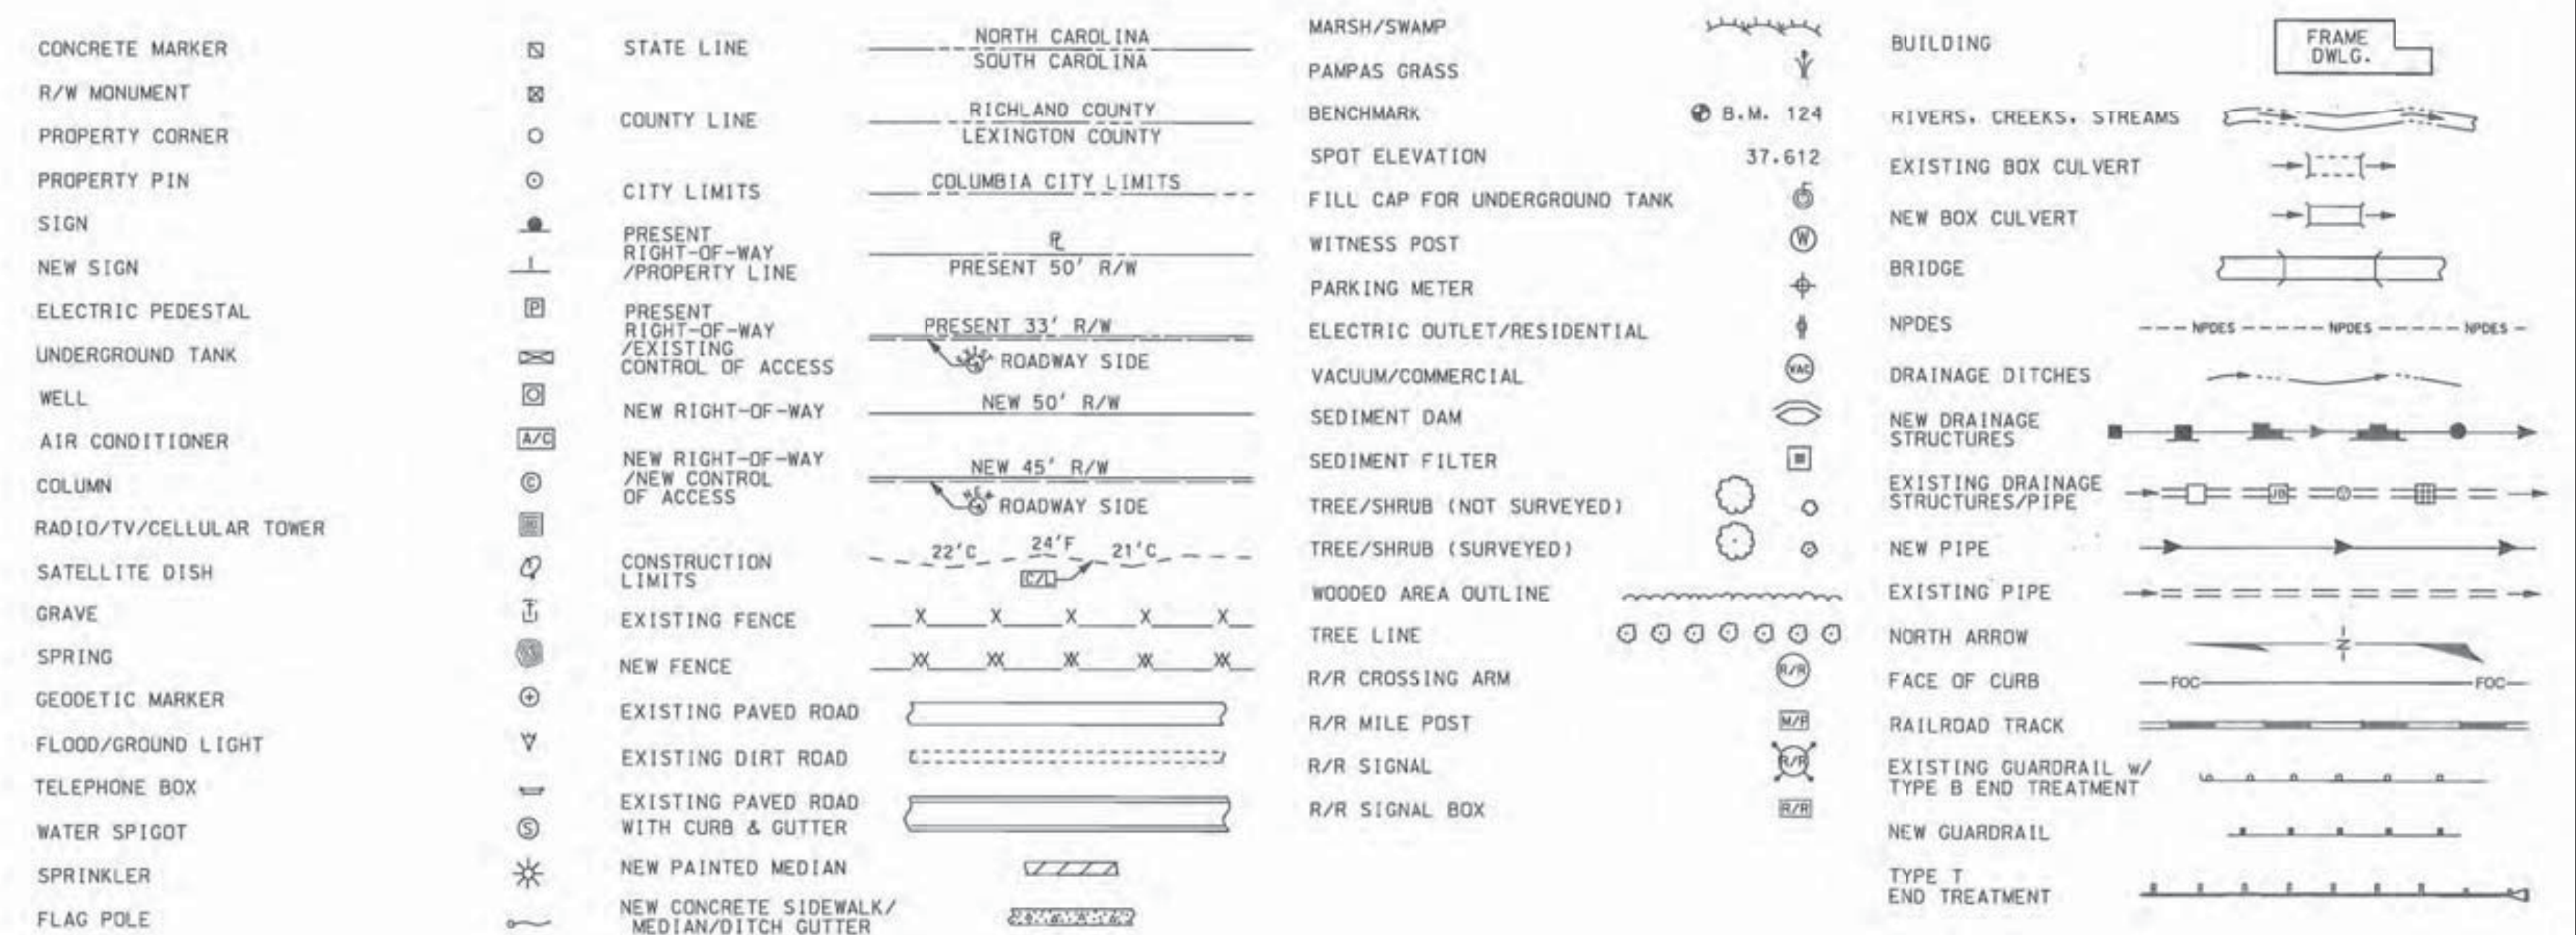 CONCRETE MARKER
R/W MONUMENT
PROPERTY CORNER
PROPERTY PIN
SIGN
NEW SIGN
ELECTRIC PEDESTAL
P
UNDERGROUND TANK
WELL
AIR CONDITIONER
A/C
COLUMN
C
RADIO/TV/CELLULAR TOWER
SATELLITE DISH
GRAVE
SPRING
GEODETIC MARKER
FLOOD/GROUND LIGHT
TELEPHONE BOX
WATER SPIGOT
S
SPRINKLER
FLAG POLE
STATE LINE
NORTH CAROLINA
SOUTH CAROLINA
COUNTY LINE
RICHLAND COUNTY
LEXINGTON COUNTY
CITY LIMITS
COLUMBIA CITY LIMITS
PRESENT
RIGHT-OF-WAY
/PROPERTY LINE
PL
PRESENT 50' R/W
PRESENT
RIGHT-OF-WAY
/EXISTING
CONTROL OF ACCESS
PRESENT 33' R/W
ROADWAY SIDE
NEW RIGHT-OF-WAY
NEW 50' R/W
NEW RIGHT-OF-WAY
/NEW CONTROL
OF ACCESS
NEW 45' R/W
ROADWAY SIDE
CONSTRUCTION
LIMITS
22'C 24'F 21'C
C/L
EXISTING FENCE
X X X X X
NEW FENCE
XX XX XX XX XX
EXISTING PAVED ROAD
EXISTING DIRT ROAD
EXISTING PAVED ROAD
WITH CURB & GUTTER
NEW PAINTED MEDIAN
NEW CONCRETE SIDEWALK/
MEDIAN/DITCH GUTTER
MARSH/SWAMP
PAMPAS GRASS
BENCHMARK
B.M. 124
SPOT ELEVATION
37.612
FILL CAP FOR UNDERGROUND TANK
WITNESS POST
W
PARKING METER
ELECTRIC OUTLET/RESIDENTIAL
VACUUM/COMMERCIAL
VAC
SEDIMENT DAM
SEDIMENT FILTER
TREE/SHRUB (NOT SURVEYED)
TREE/SHRUB (SURVEYED)
WOODED AREA OUTLINE
TREE LINE
R/R CROSSING ARM
R/R
R/R MILE POST
M/P
R/R SIGNAL
R/R
R/R SIGNAL BOX
R/R
BUILDING
FRAME
DWLG.
RIVERS, CREEKS, STREAMS
EXISTING BOX CULVERT
NEW BOX CULVERT
BRIDGE
NPDES
NPDES NPDES NPDES
DRAINAGE DITCHES
NEW DRAINAGE
STRUCTURES
EXISTING DRAINAGE
STRUCTURES/PIPE
JB
NEW PIPE
EXISTING PIPE
NORTH ARROW
N
FACE OF CURB
FOC FOC
RAILROAD TRACK
EXISTING GUARDRAIL W/
TYPE B END TREATMENT
NEW GUARDRAIL
TYPE T
END TREATMENT